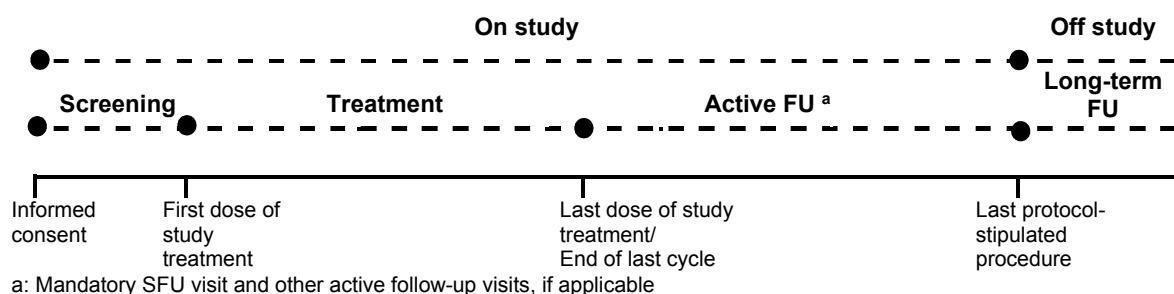 On study
Off study
Screening
Treatment
Active FU a
Long-term
FU
Informed
consent
First dose of
study
treatment
Last dose of study
treatment/
End of last cycle
Last protocol-
stipulated
procedure
a: Mandatory SFU visit and other active follow-up visits, if applicable